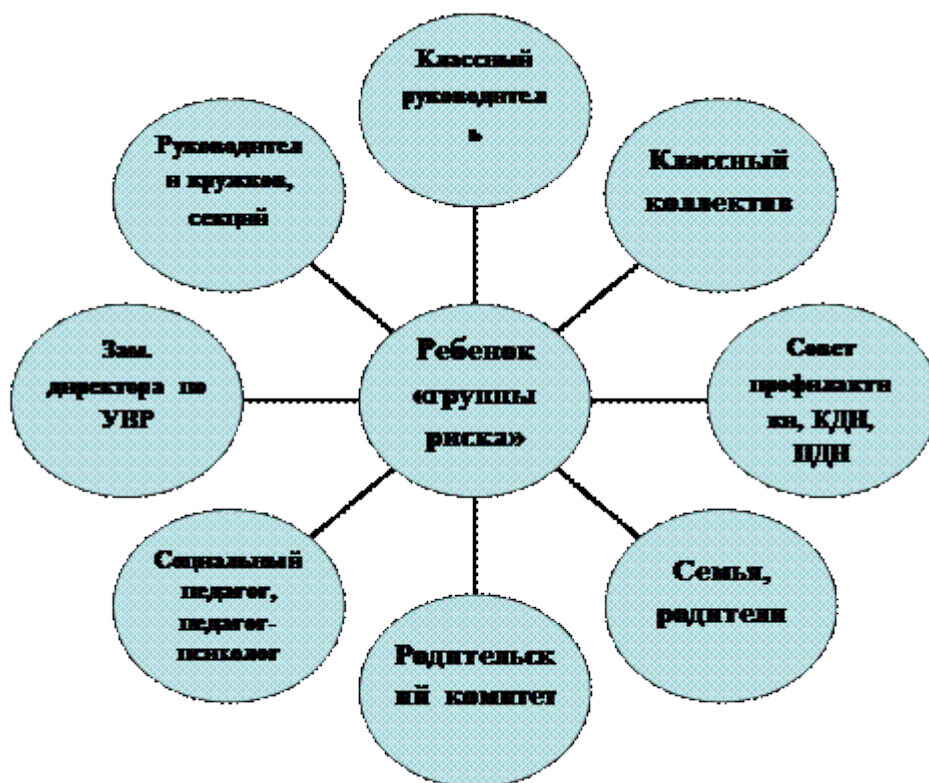 Классный
руководител
ь
Руководител
и кружков,
секций
Классный
коллектив
Зам.
директора по
УВР
Ребенок
«группы
риска»
Совет
профилакти
ки, КДН,
ПДН
Социальный
педагог,
педагог-
психолог
Семья,
родители
Родительск
ий комитет